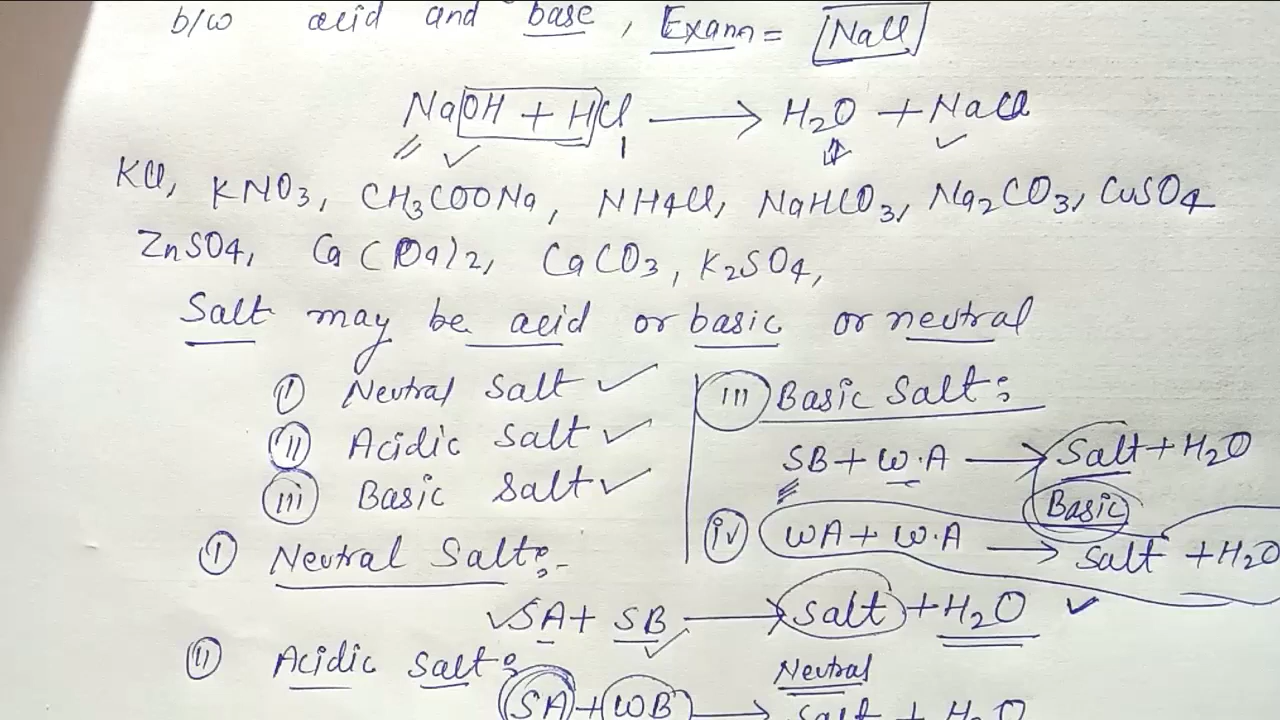 b/w acid and base, Exam = NaCl
NaOH + HCl → H2O + NaCl
KCl, KNO3, CH3COONa, NH4Cl, NaHCO3, Na2CO3, CuSO4
ZnSO4, CaCO3, K2SO4,
Salt may be acid or basic or neutral
(I) Neutral Salt ✓
(II) Acidic Salt ✓
(III) Basic Salt ✓
(III) Basic Salt:
SB + W.A → Salt + H2O
Basic
(iv) WA + W.A → Salt + H2O
(I) Neutral Salt:-
SA + SB → Salt + H2O ✓
Neutral
(II) Acidic Salt:
SA + WB → Salt + H2O